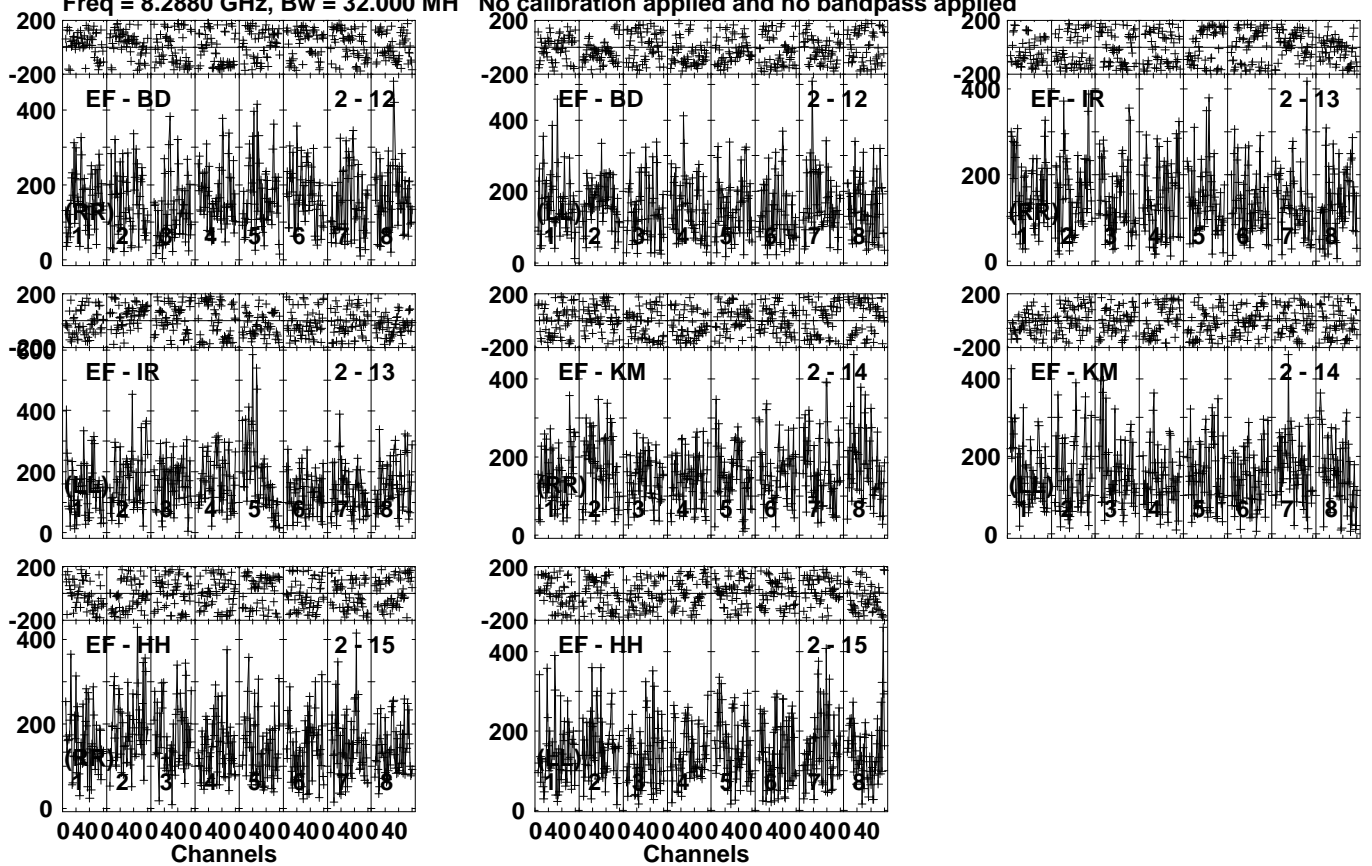 Freq = 8.2880 GHz, Bw = 32.000 MH No calibration applied and no bandpass applied
200
-200
EF - BD 2 - 12
400
200
0
(RR)
1 2 3 4 5 6 7 8
200
-200
EF - BD 2 - 12
400
200
0
(LL)
1 2 3 4 5 6 7 8
200
-200
EF - IR 2 - 13
400
200
0
(RR)
1 2 3 4 5 6 7 8
200
-200
600
EF - IR 2 - 13
400
200
0
(LL)
1 2 3 4 5 6 7 8
200
-200
EF - KM 2 - 14
400
200
0
(RR)
1 2 3 4 5 6 7 8
200
-200
EF - KM 2 - 14
400
200
0
(LL)
1 2 3 4 5 6 7 8
200
-200
EF - HH 2 - 15
400
200
0
(RR)
1 2 3 4 5 6 7 8
0 40 0 40 0 40 0 40 0 40 0 40 0 40 0 40
Channels
200
-200
EF - HH 2 - 15
400
200
0
(LL)
1 2 3 4 5 6 7 8
0 40 0 40 0 40 0 40 0 40 0 40 0 40 0 40
Channels